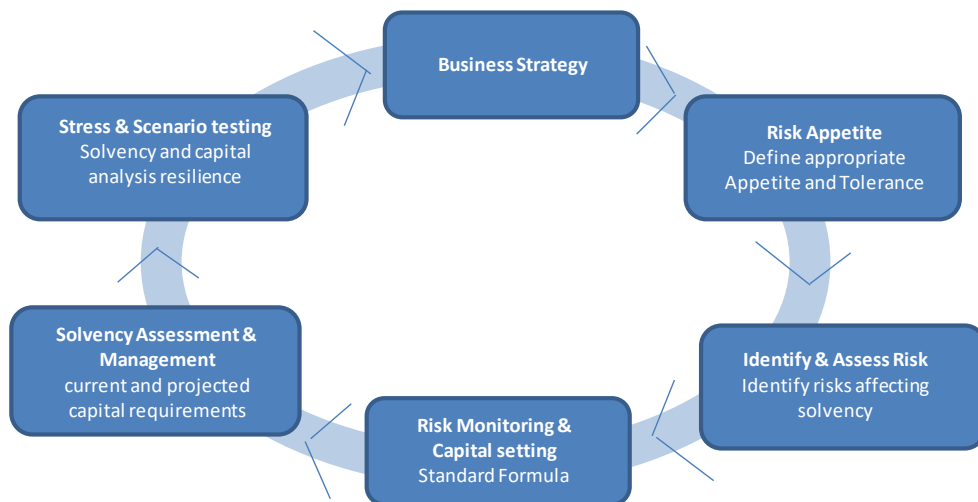 Business Strategy
Risk Appetite
Define appropriate
Appetite and Tolerance
Identify & Assess Risk
Identify risks affecting
solvency
Risk Monitoring &
Capital setting
Standard Formula
Solvency Assessment &
Management
current and projected
capital requirements
Stress & Scenario testing
Solvency and capital
analysis resilience